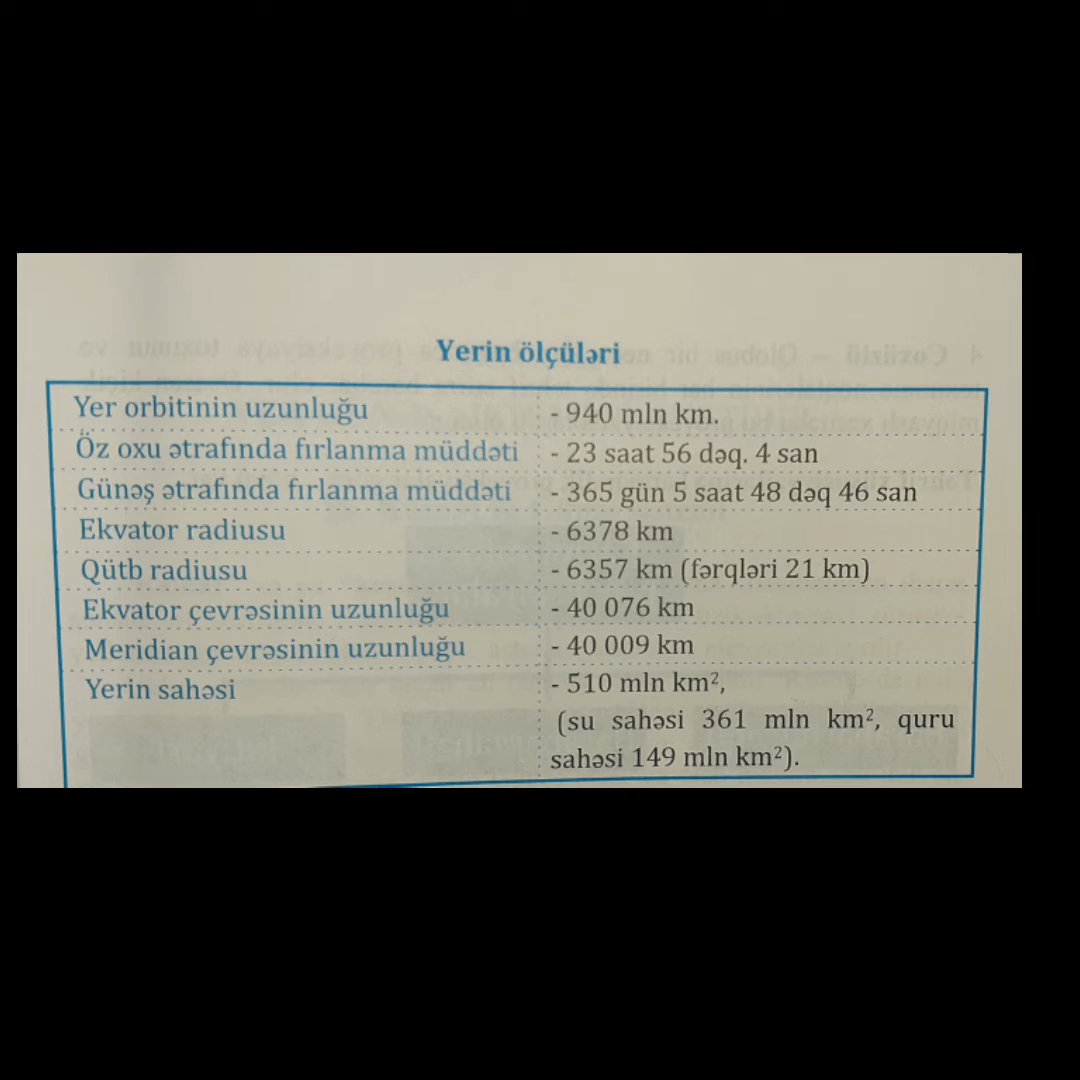 Yerin ölçüləri
Yer orbitinin uzunluğu - 940 mln km.
Öz oxu ətrafında fırlanma müddəti - 23 saat 56 dəq. 4 san
Günəş ətrafında fırlanma müddəti - 365 gün 5 saat 48 dəq 46 san
Ekvator radiusu - 6378 km
Qütb radiusu - 6357 km (fərqləri 21 km)
Ekvator çevrəsinin uzunluğu - 40 076 km
Meridian çevrəsinin uzunluğu - 40 009 km
Yerin sahəsi - 510 mln km²,
(su sahəsi 361 mln km², quru
sahəsi 149 mln km²).